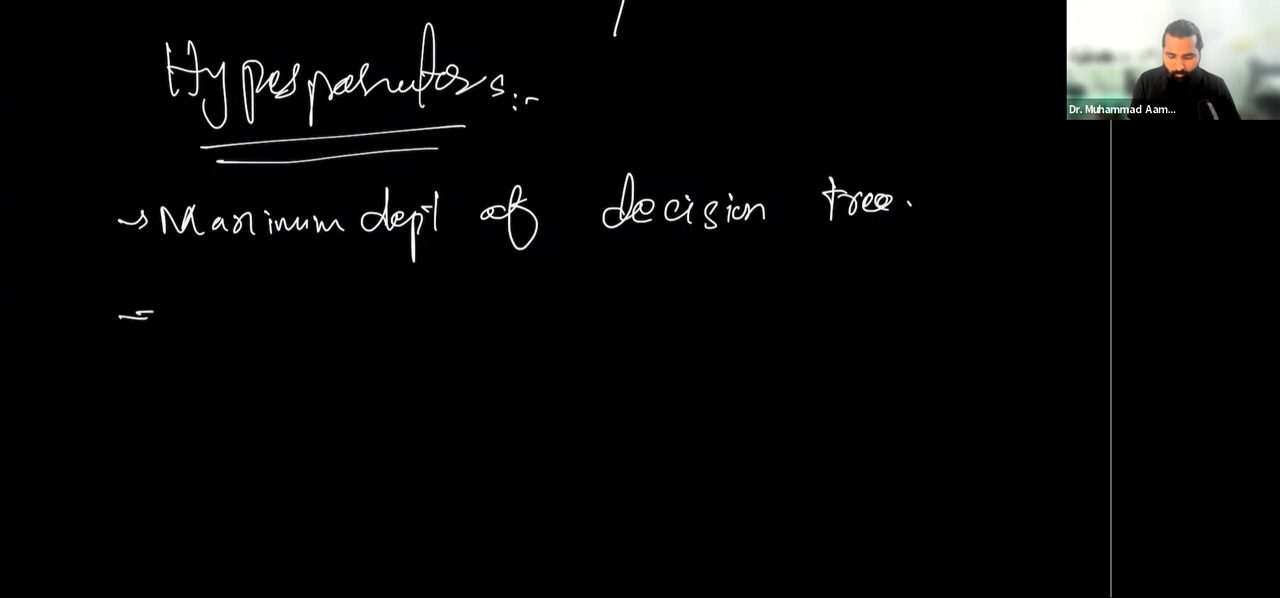 Hyperparameters:-
→ Maximum depth of decision tree.
Dr. Muhammad Aam...